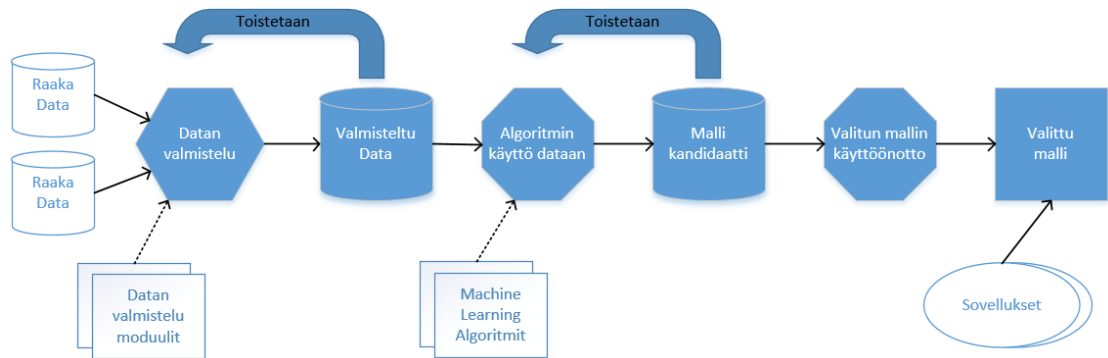 Toistetaan
Toistetaan
Raaka
Data
Raaka
Data
Datan
valmistelu
Valmisteltu
Data
Algoritmin
käyttö dataan
Malli
kandidaatti
Valitun mallin
käyttöönotto
Valittu
malli
Datan
valmistelu
moduulit
Machine
Learning
Algoritmit
Sovellukset